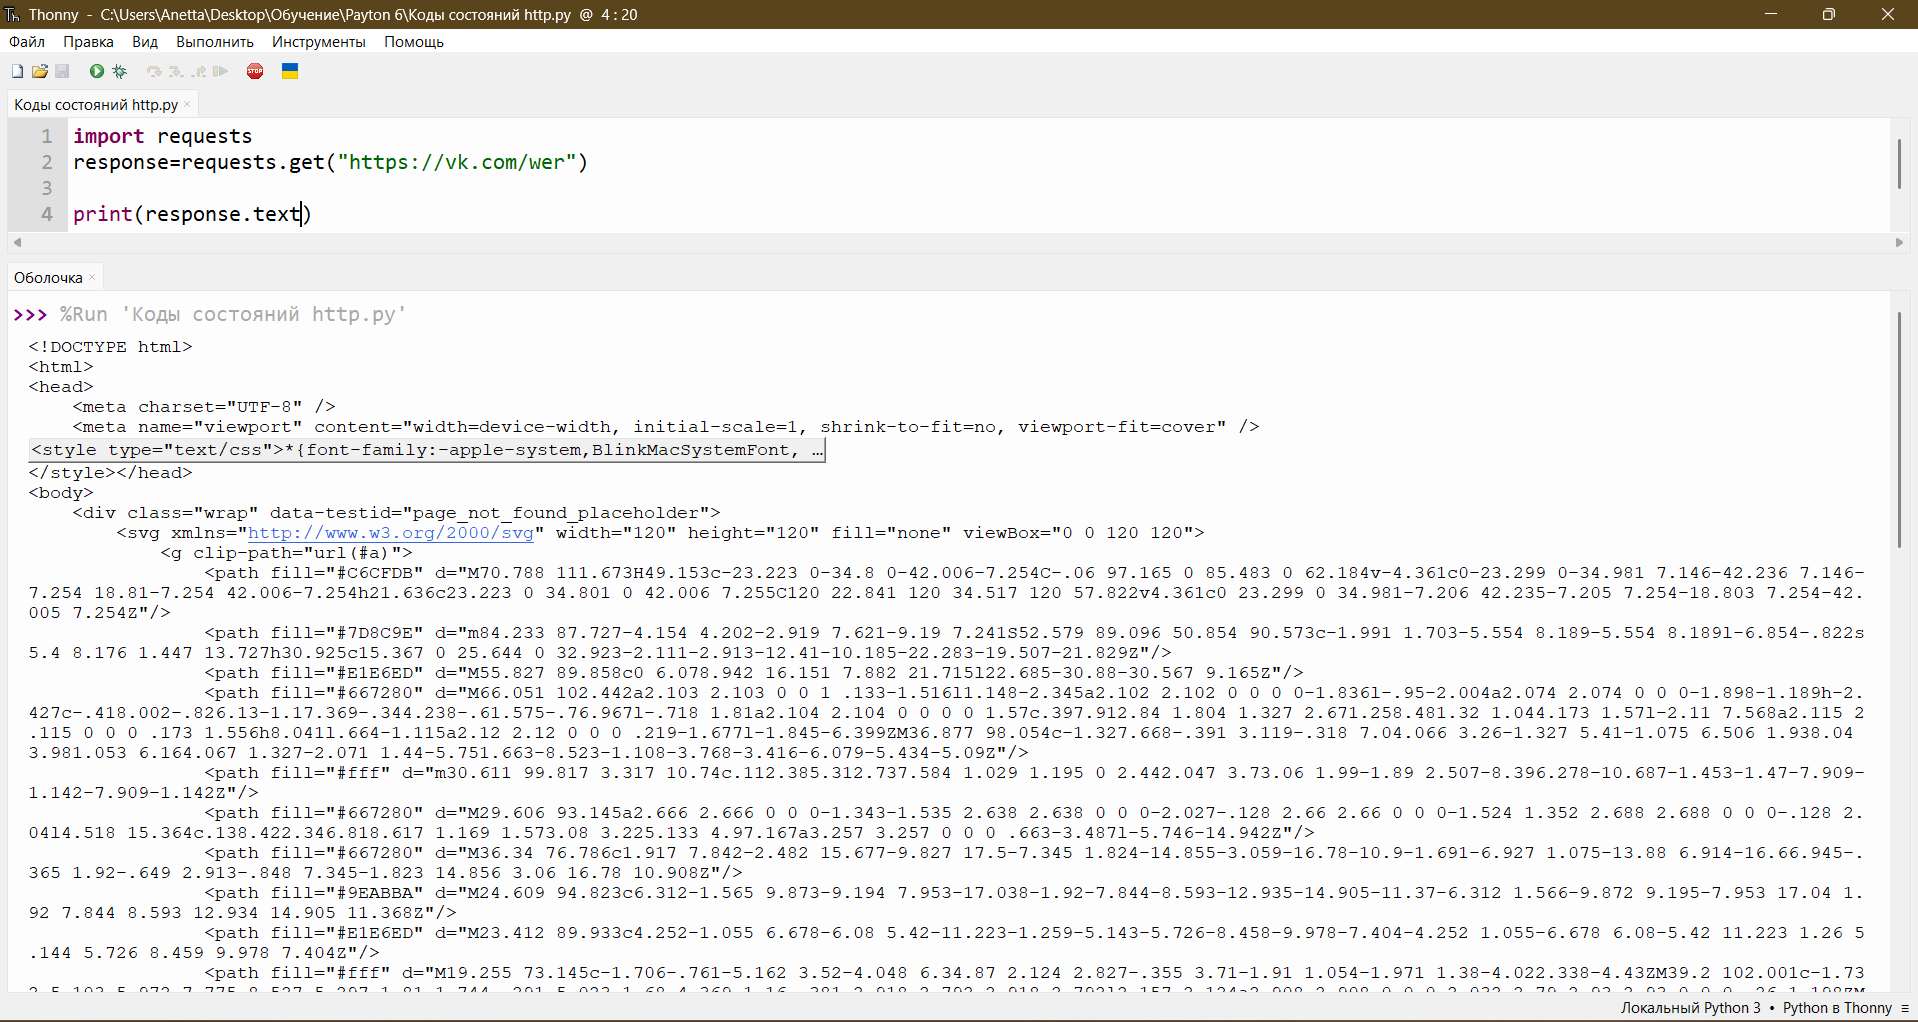 Thonny - C:\Users\Anetta\Desktop\Обучение\Payton 6\Коды состояний http.py @ 4:20
Файл Правка Вид Выполнить Инструменты Помощь
STOP
Коды состояний http.py
1 import requests
2 response=requests.get("https://vk.com/wer")
3
4 print(response.text)
Оболочка
>>> %Run 'Коды состояний http.py'
<!DOCTYPE html>
<html>
<head>
<meta charset="UTF-8" />
<meta name="viewport" content="width=device-width, initial-scale=1, shrink-to-fit=no, viewport-fit=cover" />
<style type="text/css">*{font-family:-apple-system,BlinkMacSystemFont, …
</style></head>
<body>
<div class="wrap" data-testid="page_not_found_placeholder">
<svg xmlns="http://www.w3.org/2000/svg" width="120" height="120" fill="none" viewBox="0 0 120 120">
<g clip-path="url(#a)">
<path fill="#C6CFDB" d="M70.788 111.673H49.153c-23.223 0-34.8 0-42.006-7.254C-.06 97.165 0 85.483 0 62.184v-4.361c0-23.299 0-34.981 7.146-42.236 7.146-
7.254 18.81-7.254 42.006-7.254h21.636c23.223 0 34.801 0 42.006 7.255C120 22.841 120 34.517 120 57.822v4.361c0 23.299 0 34.981-7.206 42.235-7.205 7.254-18.803 7.254-42.
005 7.254Z"/>
<path fill="#7D8C9E" d="m84.233 87.727-4.154 4.202-2.919 7.621-9.19 7.241S52.579 89.096 50.854 90.573c-1.991 1.703-5.554 8.189-5.554 8.189l-6.854-.822s
5.4 8.176 1.447 13.727h30.925c15.367 0 25.644 0 32.923-2.111-2.913-12.41-10.185-22.283-19.507-21.829Z"/>
<path fill="#E1E6ED" d="M55.827 89.858c0 6.078.942 16.151 7.882 21.715l22.685-30.88-30.567 9.165Z"/>
<path fill="#667280" d="M66.051 102.442a2.103 2.103 0 0 1 .133-1.516l1.148-2.345a2.102 2.102 0 0 0 0-1.836l-.95-2.004a2.074 2.074 0 0 0-1.898-1.189h-2.
427c-.418.002-.826.13-1.17.369-.344.238-.61.575-.76.967l-.718 1.81a2.104 2.104 0 0 0 0 1.57c.397.912.84 1.804 1.327 2.671.258.481.32 1.044.173 1.57l-2.11 7.568a2.115 2
.115 0 0 0 .173 1.556h8.041l.664-1.115a2.12 2.12 0 0 0 .219-1.677l-1.845-6.399ZM36.877 98.054c-1.327.668-.391 3.119-.318 7.04.066 3.26-1.327 5.41-1.075 6.506 1.938.04
3.981.053 6.164.067 1.327-2.071 1.44-5.751.663-8.523-1.108-3.768-3.416-6.079-5.434-5.09Z"/>
<path fill="#fff" d="m30.611 99.817 3.317 10.74c.112.385.312.737.584 1.029 1.195 0 2.442.047 3.73.06 1.99-1.89 2.507-8.396.278-10.687-1.453-1.47-7.909-
1.142-7.909-1.142Z"/>
<path fill="#667280" d="M29.606 93.145a2.666 2.666 0 0 0-1.343-1.535 2.638 2.638 0 0 0-2.027-.128 2.66 2.66 0 0 0-1.524 1.352 2.688 2.688 0 0 0-.128 2.
04l4.518 15.364c.138.422.346.818.617 1.169 1.573.08 3.225.133 4.97.167a3.257 3.257 0 0 0 .663-3.487l-5.746-14.942Z"/>
<path fill="#667280" d="M36.34 76.786c1.917 7.842-2.482 15.677-9.827 17.5-7.345 1.824-14.855-3.059-16.78-10.9-1.691-6.927 1.075-13.88 6.914-16.66.945-.
365 1.92-.649 2.913-.848 7.345-1.823 14.856 3.06 16.78 10.908Z"/>
<path fill="#9EABBA" d="M24.609 94.823c6.312-1.565 9.873-9.194 7.953-17.038-1.92-7.844-8.593-12.935-14.905-11.37-6.312 1.566-9.872 9.195-7.953 17.04 1.
92 7.844 8.593 12.934 14.905 11.368Z"/>
<path fill="#E1E6ED" d="M23.412 89.933c4.252-1.055 6.678-6.08 5.42-11.223-1.259-5.143-5.726-8.458-9.978-7.404-4.252 1.055-6.678 6.08-5.42 11.223 1.26 5
.144 5.726 8.459 9.978 7.404Z"/>
<path fill="#fff" d="M19.255 73.145c-1.706-.761-5.162 3.52-4.048 6.34.87 2.124 2.827-.355 3.71-1.91 1.054-1.971 1.38-4.022.338-4.43ZM39.2 102.001c-1.73
Локальный Python 3 • Python в Thonny ≡